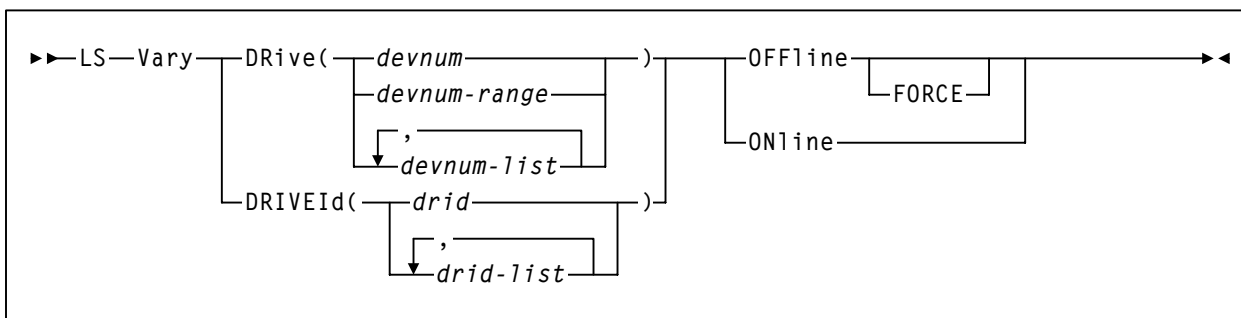 LS Vary DRive( devnum ) OFFline
devnum-range FORCE
, ONline
devnum-list
DRIVEId( drid )
,
drid-list